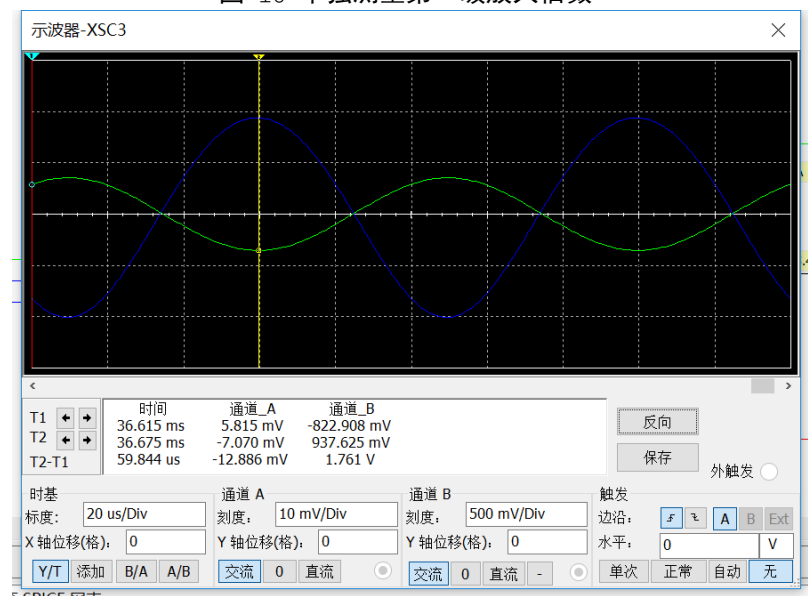 示波器-XSC3
时间 通道_A 通道_B
T1 36.615 ms 5.815 mV -822.908 mV
T2 36.675 ms -7.070 mV 937.625 mV
T2-T1 59.844 us -12.886 mV 1.761 V
反向
保存
外触发
时基 通道 A 通道 B 触发
标度: 20 us/Div 刻度: 10 mV/Div 刻度: 500 mV/Div 边沿: A B Ext
X 轴位移(格): 0 Y 轴位移(格): 0 Y 轴位移(格): 0 水平: 0 V
Y/T 添加 B/A A/B 交流 0 直流 交流 0 直流 - 单次 正常 自动 无